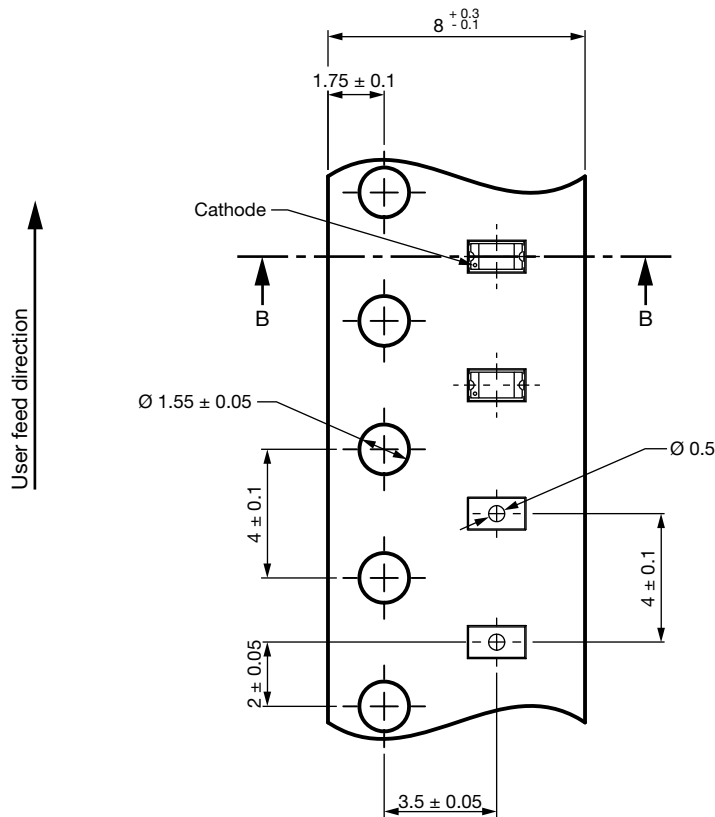 8 + 0.3
- 0.1
1.75 ± 0.1
Cathode
B
B
User feed direction
Ø 1.55 ± 0.05
Ø 0.5
4 ± 0.1
4 ± 0.1
2 ± 0.05
3.5 ± 0.05